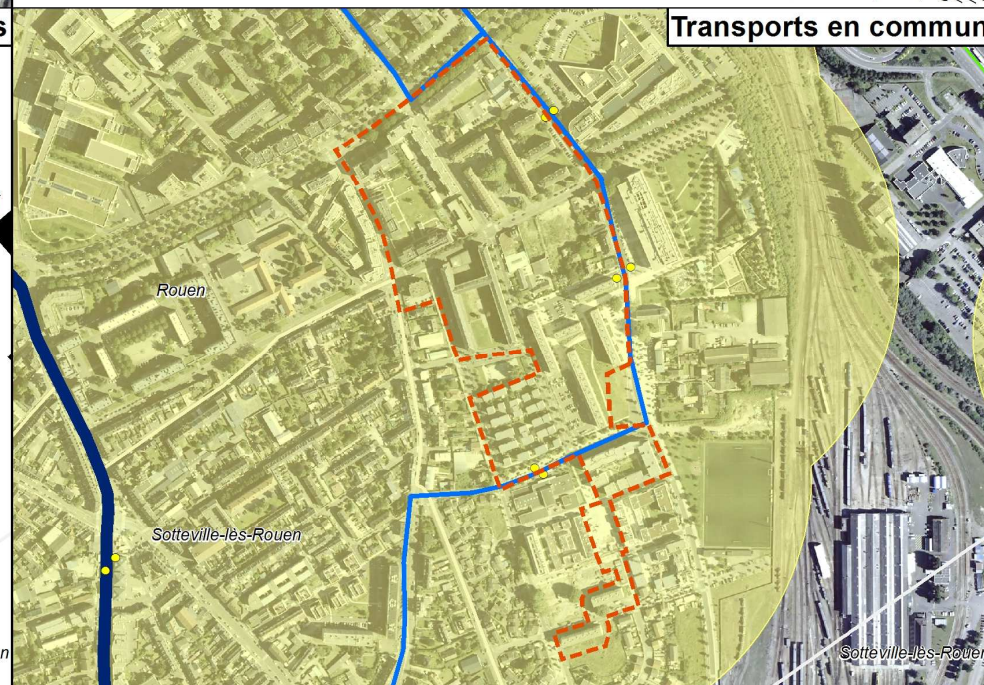 s
Transports en commun
Rouen
Sotteville-lès-Rouen
n
Sotteville-lès-Rouen